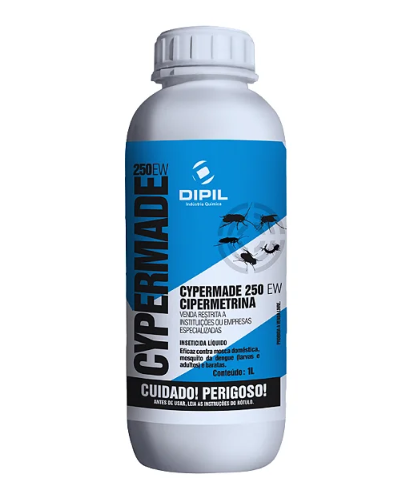 CYPERMADE 250 EW
DIPIL
Indústria Química
CYPERMADE 250 EW
CIPERMETRINA
VENDA RESTRITA A
INSTITUIÇÕES OU EMPRESAS
ESPECIALIZADAS
INSETICIDA LÍQUIDO
Eficaz contra mosca doméstica,
mosquito da dengue (larvas e
adultos) e baratas.
Conteúdo: 1L
CUIDADO! PERIGOSO!
ANTES DE USAR, LEIA AS INSTRUÇÕES DO RÓTULO.